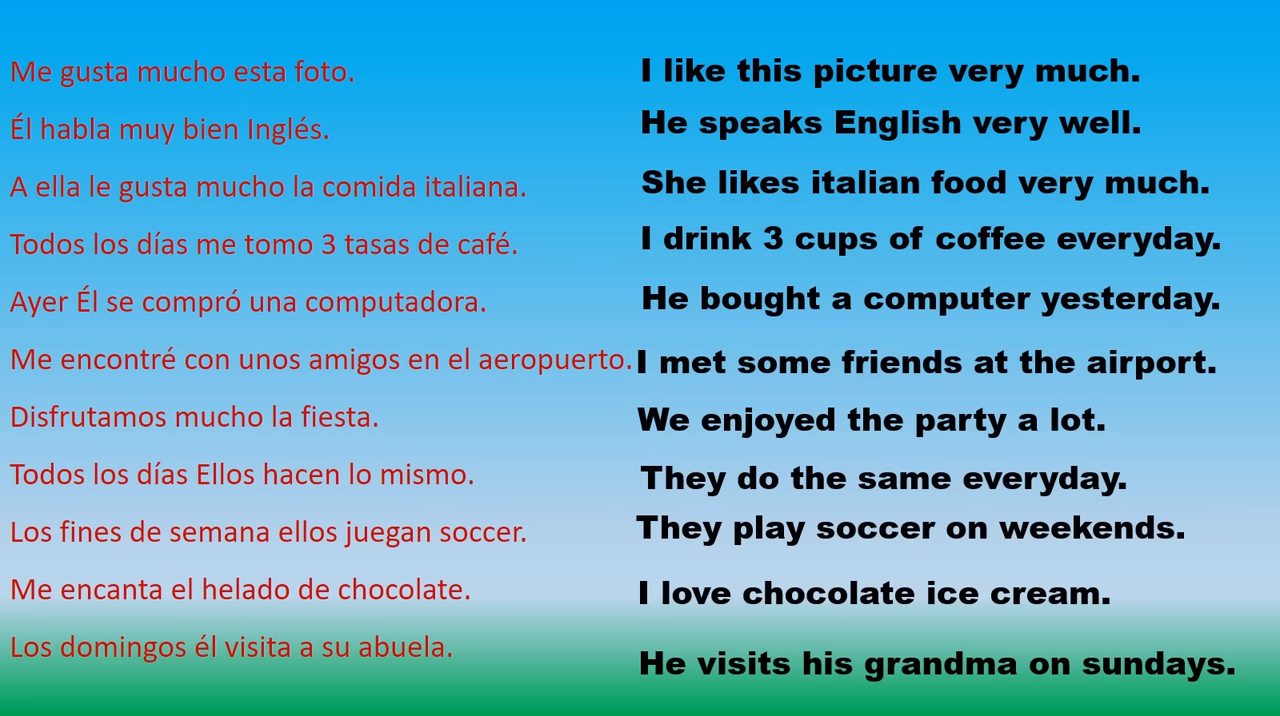 Me gusta mucho esta foto. I like this picture very much.
Él habla muy bien Inglés. He speaks English very well.
A ella le gusta mucho la comida italiana. She likes italian food very much.
Todos los días me tomo 3 tasas de café. I drink 3 cups of coffee everyday.
Ayer Él se compró una computadora. He bought a computer yesterday.
Me encontré con unos amigos en el aeropuerto. I met some friends at the airport.
Disfrutamos mucho la fiesta. We enjoyed the party a lot.
Todos los días Ellos hacen lo mismo. They do the same everyday.
Los fines de semana ellos juegan soccer. They play soccer on weekends.
Me encanta el helado de chocolate. I love chocolate ice cream.
Los domingos él visita a su abuela. He visits his grandma on sundays.